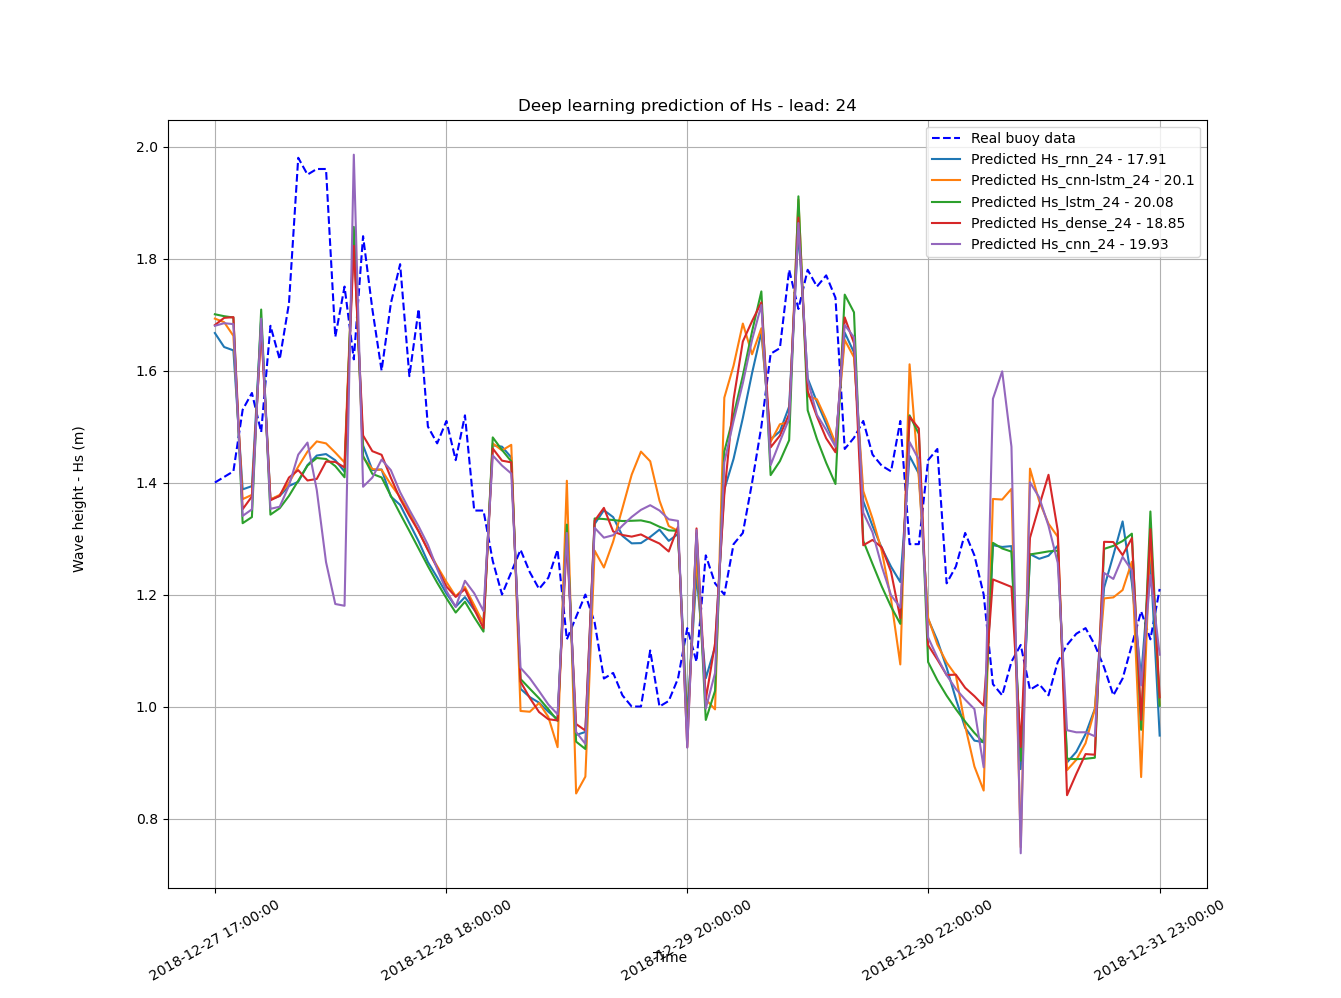 Deep learning prediction of Hs - lead: 24
Real buoy data
Predicted Hs_rnn_24 - 17.91
Predicted Hs_cnn-lstm_24 - 20.1
Predicted Hs_lstm_24 - 20.08
Predicted Hs_dense_24 - 18.85
Predicted Hs_cnn_24 - 19.93
2.0
1.8
1.6
1.4
1.2
1.0
0.8
Wave height - Hs (m)
2018-12-27 17:00:00
2018-12-28 18:00:00
2018-12-29 20:00:00
2018-12-30 22:00:00
2018-12-31 23:00:00
Time